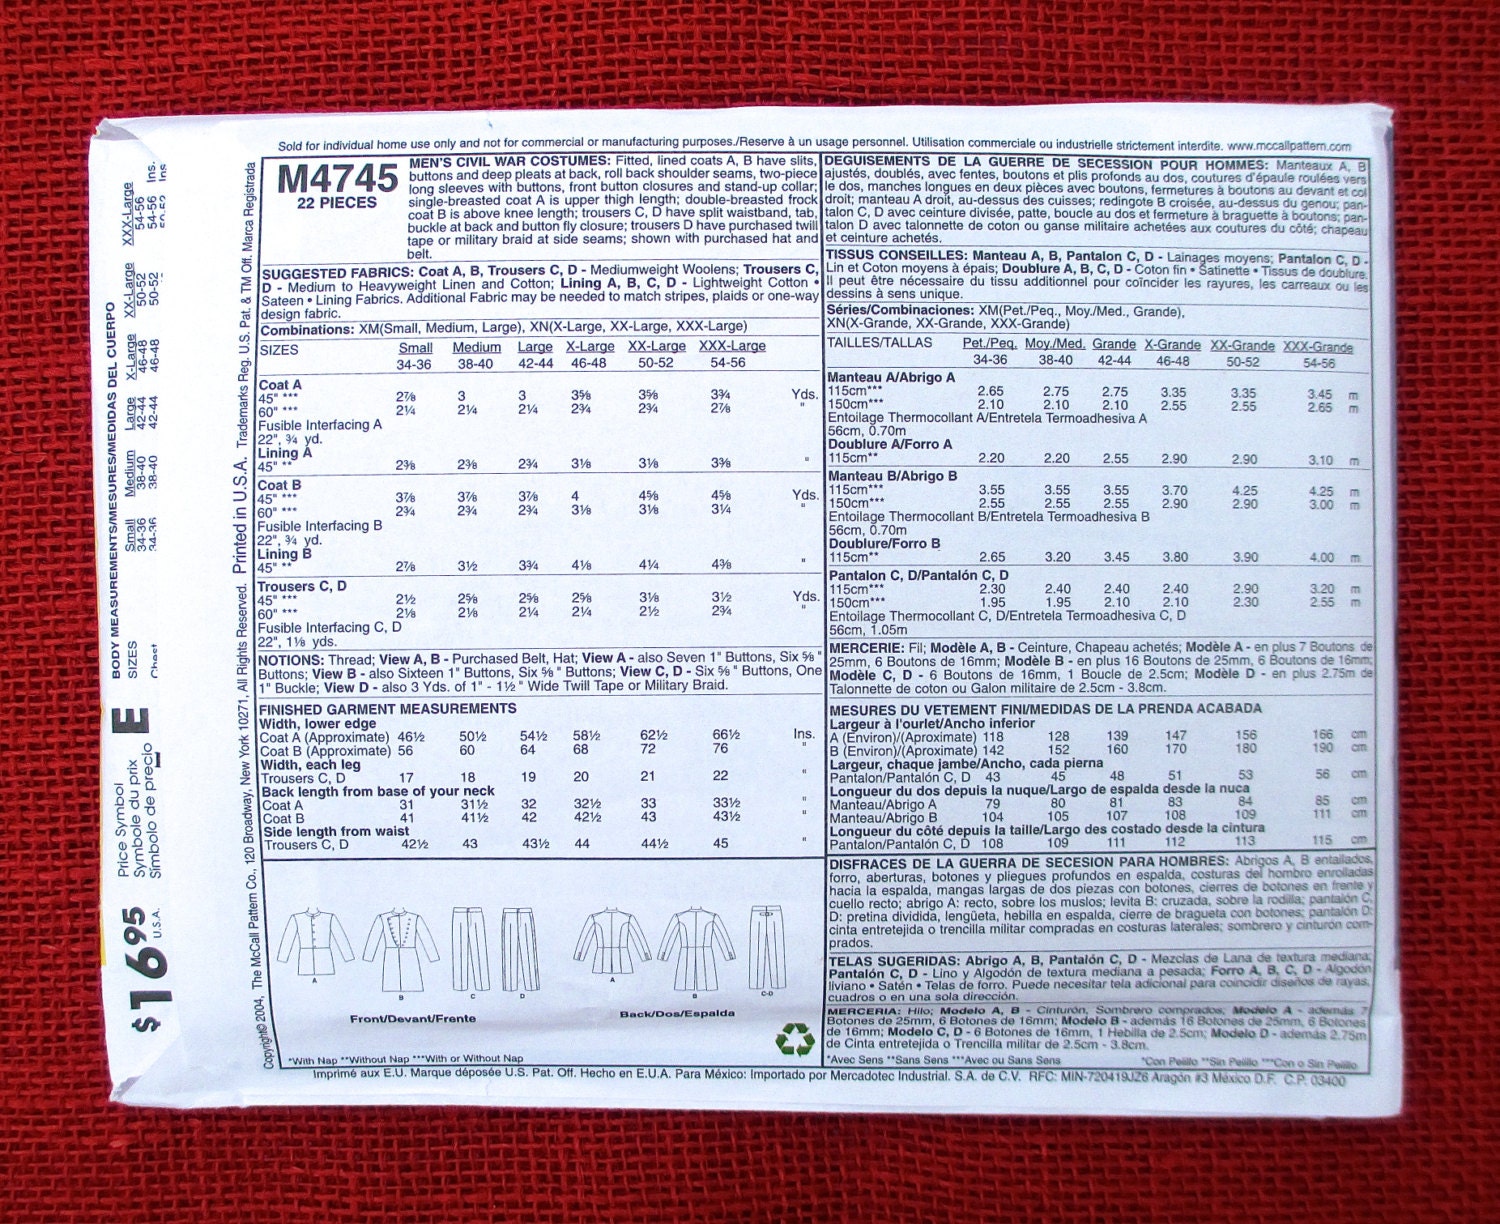 Sold for individual home use only and not for commercial or manufacturing purposes./Reserve à un usage personnel. Utilisation commerciale ou industrielle strictement interdite. www.mccallpattern.com
M4745
22 PIECES
MEN'S CIVIL WAR COSTUMES: Fitted, lined coats A, B have slits,
buttons and deep pleats at back, roll back shoulder seams, two-piece
long sleeves with buttons, front button closures and stand-up collar;
single-breasted coat A is upper thigh length; double-breasted frock
coat B is above knee length; trousers C, D have split waistband, tab,
buckle at back and button fly closure; trousers D have purchased twill
tape or military braid at side seams; shown with purchased hat and
belt.
SUGGESTED FABRICS: Coat A, B, Trousers C, D - Mediumweight Woolens; Trousers C,
D - Medium to Heavyweight Linen and Cotton; Lining A, B, C, D - Lightweight Cotton •
Sateen • Lining Fabrics. Additional Fabric may be needed to match stripes, plaids or one-way
design fabric.
Combinations: XM(Small, Medium, Large), XN(X-Large, XX-Large, XXX-Large)
SIZES Small Medium Large X-Large XX-Large XXX-Large
34-36 38-40 42-44 46-48 50-52 54-56
Coat A
45" *** 2⅞ 3 3 3⅝ 3⅝ 3¾ Yds.
60" *** 2¼ 2¼ 2¼ 2¾ 2¾ 2⅞ "
Fusible Interfacing A
22", ¾ yd.
Lining A
45" ** 2⅜ 2⅜ 2¾ 3⅛ 3⅛ 3⅜ "
Coat B
45" *** 3⅞ 3⅞ 3⅞ 4 4⅝ 4⅝ Yds.
60" *** 2¾ 2¾ 2¾ 3⅛ 3⅛ 3¼ "
Fusible Interfacing B
22", ¾ yd.
Lining B
45" ** 2⅞ 3½ 3¾ 4⅛ 4¼ 4⅜ "
Trousers C, D
45" *** 2½ 2⅝ 2⅝ 2⅝ 3⅛ 3½ Yds.
60" *** 2⅛ 2⅛ 2¼ 2¼ 2½ 2¾ "
Fusible Interfacing C, D
22", 1⅛ yds.
NOTIONS: Thread; View A, B - Purchased Belt, Hat; View A - also Seven 1" Buttons, Six ⅝"
Buttons; View B - also Sixteen 1" Buttons, Six ⅝" Buttons; View C, D - Six ⅝" Buttons, One
1" Buckle; View D - also 3 Yds. of 1" - 1½" Wide Twill Tape or Military Braid.
FINISHED GARMENT MEASUREMENTS
Width, lower edge
Coat A (Approximate) 46½ 50½ 54½ 58½ 62½ 66½ Ins.
Coat B (Approximate) 56 60 64 68 72 76 "
Width, each leg
Trousers C, D 17 18 19 20 21 22 "
Back length from base of your neck
Coat A 31 31½ 32 32½ 33 33½ "
Coat B 41 41½ 42 42½ 43 43½ "
Side length from waist
Trousers C, D 42½ 43 43½ 44 44½ 45 "
A
B
C
D
A
B
C-D
Front/Devant/Frente
Back/Dos/Espalda
*With Nap **Without Nap ***With or Without Nap
DEGUISEMENTS DE LA GUERRE DE SECESSION POUR HOMMES: Manteaux A, B
ajustés, doublés, avec fentes, boutons et plis profonds au dos, coutures d'épaule roulées vers
le dos, manches longues en deux pièces avec boutons, fermetures à boutons au devant et col
droit; manteau A droit, au-dessus des cuisses; redingote B croisée, au-dessus du genou; pan-
talon C, D avec ceinture divisée, patte, boucle au dos et fermeture à braguette à boutons; pan-
talon D avec talonnette de coton ou ganse militaire achetées aux coutures du côté; chapeau
et ceinture achetés.
TISSUS CONSEILLES: Manteau A, B, Pantalon C, D - Lainages moyens; Pantalon C, D -
Lin et Coton moyens à épais; Doublure A, B, C, D - Coton fin • Satinette • Tissus de doublure.
Il peut être nécessaire du tissu additionnel pour coïncider les rayures, les carreaux ou les
dessins à sens unique.
Séries/Combinaciones: XM(Pet./Peq., Moy./Med., Grande),
XN(X-Grande, XX-Grande, XXX-Grande)
TAILLES/TALLAS Pet./Peq. Moy./Med. Grande X-Grande XX-Grande XXX-Grande
34-36 38-40 42-44 46-48 50-52 54-56
Manteau A/Abrigo A
115cm*** 2.65 2.75 2.75 3.35 3.35 3.45 m
150cm*** 2.10 2.10 2.10 2.55 2.55 2.65 m
Entoilage Thermocollant A/Entretela Termoadhesiva A
56cm, 0.70m
Doublure A/Forro A
115cm** 2.20 2.20 2.55 2.90 2.90 3.10 m
Manteau B/Abrigo B
115cm*** 3.55 3.55 3.55 3.70 4.25 4.25 m
150cm*** 2.55 2.55 2.55 2.90 2.90 3.00 m
Entoilage Thermocollant B/Entretela Termoadhesiva B
56cm, 0.70m
Doublure/Forro B
115cm** 2.65 3.20 3.45 3.80 3.90 4.00 m
Pantalon C, D/Pantalón C, D
115cm*** 2.30 2.40 2.40 2.40 2.90 3.20 m
150cm*** 1.95 1.95 2.10 2.10 2.30 2.55 m
Entoilage Thermocollant C, D/Entretela Termoadhesiva C, D
56cm, 1.05m
MERCERIE: Fil; Modèle A, B - Ceinture, Chapeau achetés; Modèle A - en plus 7 Boutons de
25mm, 6 Boutons de 16mm; Modèle B - en plus 16 Boutons de 25mm, 6 Boutons de 16mm;
Modèle C, D - 6 Boutons de 16mm, 1 Boucle de 2.5cm; Modèle D - en plus 2.75m de
Talonnette de coton ou Galon militaire de 2.5cm - 3.8cm.
MESURES DU VETEMENT FINI/MEDIDAS DE LA PRENDA ACABADA
Largeur à l'ourlet/Ancho inferior
A (Environ)/(Aproximate) 118 128 139 147 156 166 cm
B (Environ)/(Aproximate) 142 152 160 170 180 190 cm
Largeur, chaque jambe/Ancho, cada pierna
Pantalon/Pantalón C, D 43 45 48 51 53 56 cm
Longueur du dos depuis la nuque/Largo de espalda desde la nuca
Manteau/Abrigo A 79 80 81 83 84 85 cm
Manteau/Abrigo B 104 105 107 108 109 111 cm
Longueur du côté depuis la taille/Largo des costado desde la cintura
Pantalon/Pantalón C, D 108 109 111 112 113 115 cm
DISFRACES DE LA GUERRA DE SECESION PARA HOMBRES: Abrigos A, B entallados,
forro, aberturas, botones y pliegues profondos en espalda, costuras del hombro enrolladas
hacia la espalda, mangas largas de dos piezas con botones, cierres de botones en frente y
cuello recto; abrigo A: recto, sobre los muslos; levita B: cruzada, sobre la rodilla; pantalón C,
D: pretina dividida, lengüeta, hebilla en espalda, cierre de bragueta con botones; pantalón D:
cinta entretejida o trencilla militar compradas en costuras laterales; sombrero y cinturón com-
prados.
TELAS SUGERIDAS: Abrigo A, B, Pantalón C, D - Mezclas de Lana de textura mediana;
Pantalón C, D - Lino y Algodón de textura mediana a pesada; Forro A, B, C, D - Algodón
liviano • Satén • Telas de forro. Puede necesitar tela adicional para coincidir diseños de rayas,
cuadros o en una sola dirección.
MERCERIA: Hilo; Modelo A, B - Cinturón, Sombrero comprados; Modelo A - además 7
Botones de 25mm, 6 Botones de 16mm; Modelo B - además 16 Botones de 25mm, 6 Botones
de 16mm; Modelo C, D - 6 Botones de 16mm, 1 Hebilla de 2.5cm; Modelo D - además 2.75m
de Cinta entretejida o Trencilla militar de 2.5cm - 3.8cm.
*Avec Sens **Sans Sens ***Avec ou Sans Sens *Con Pelillo **Sin Pelillo ***Con o Sin Pelillo
Imprimé aux E.U. Marque déposée U.S. Pat. Off. Hecho en E.U.A. Para México: Importado por Mercadotec Industrial. S.A. de C.V. RFC: MIN-720419JZ6 Aragón #3 México D.F. C.P. 03400
Copyright© 2004, The McCall Pattern Co., 120 Broadway, New York 10271, All Rights Reserved. Printed in U.S.A. Trademarks Reg. U.S. Pat. & TM Off. Marca Registrada
BODY MEASUREMENTS/MESURES/MEDIDAS DEL CUERPO
SIZES Small Medium Large X-Large XX-Large XXX-Large
34-36 38-40 42-44 46-48 50-52 54-56 Ins.
Chest 34-36 38-40 42-44 46-48 50-52 54-56 Ins.
$16.95 U.S.A.
Price Symbol
Symbole du prix
Símbolo de precio
E